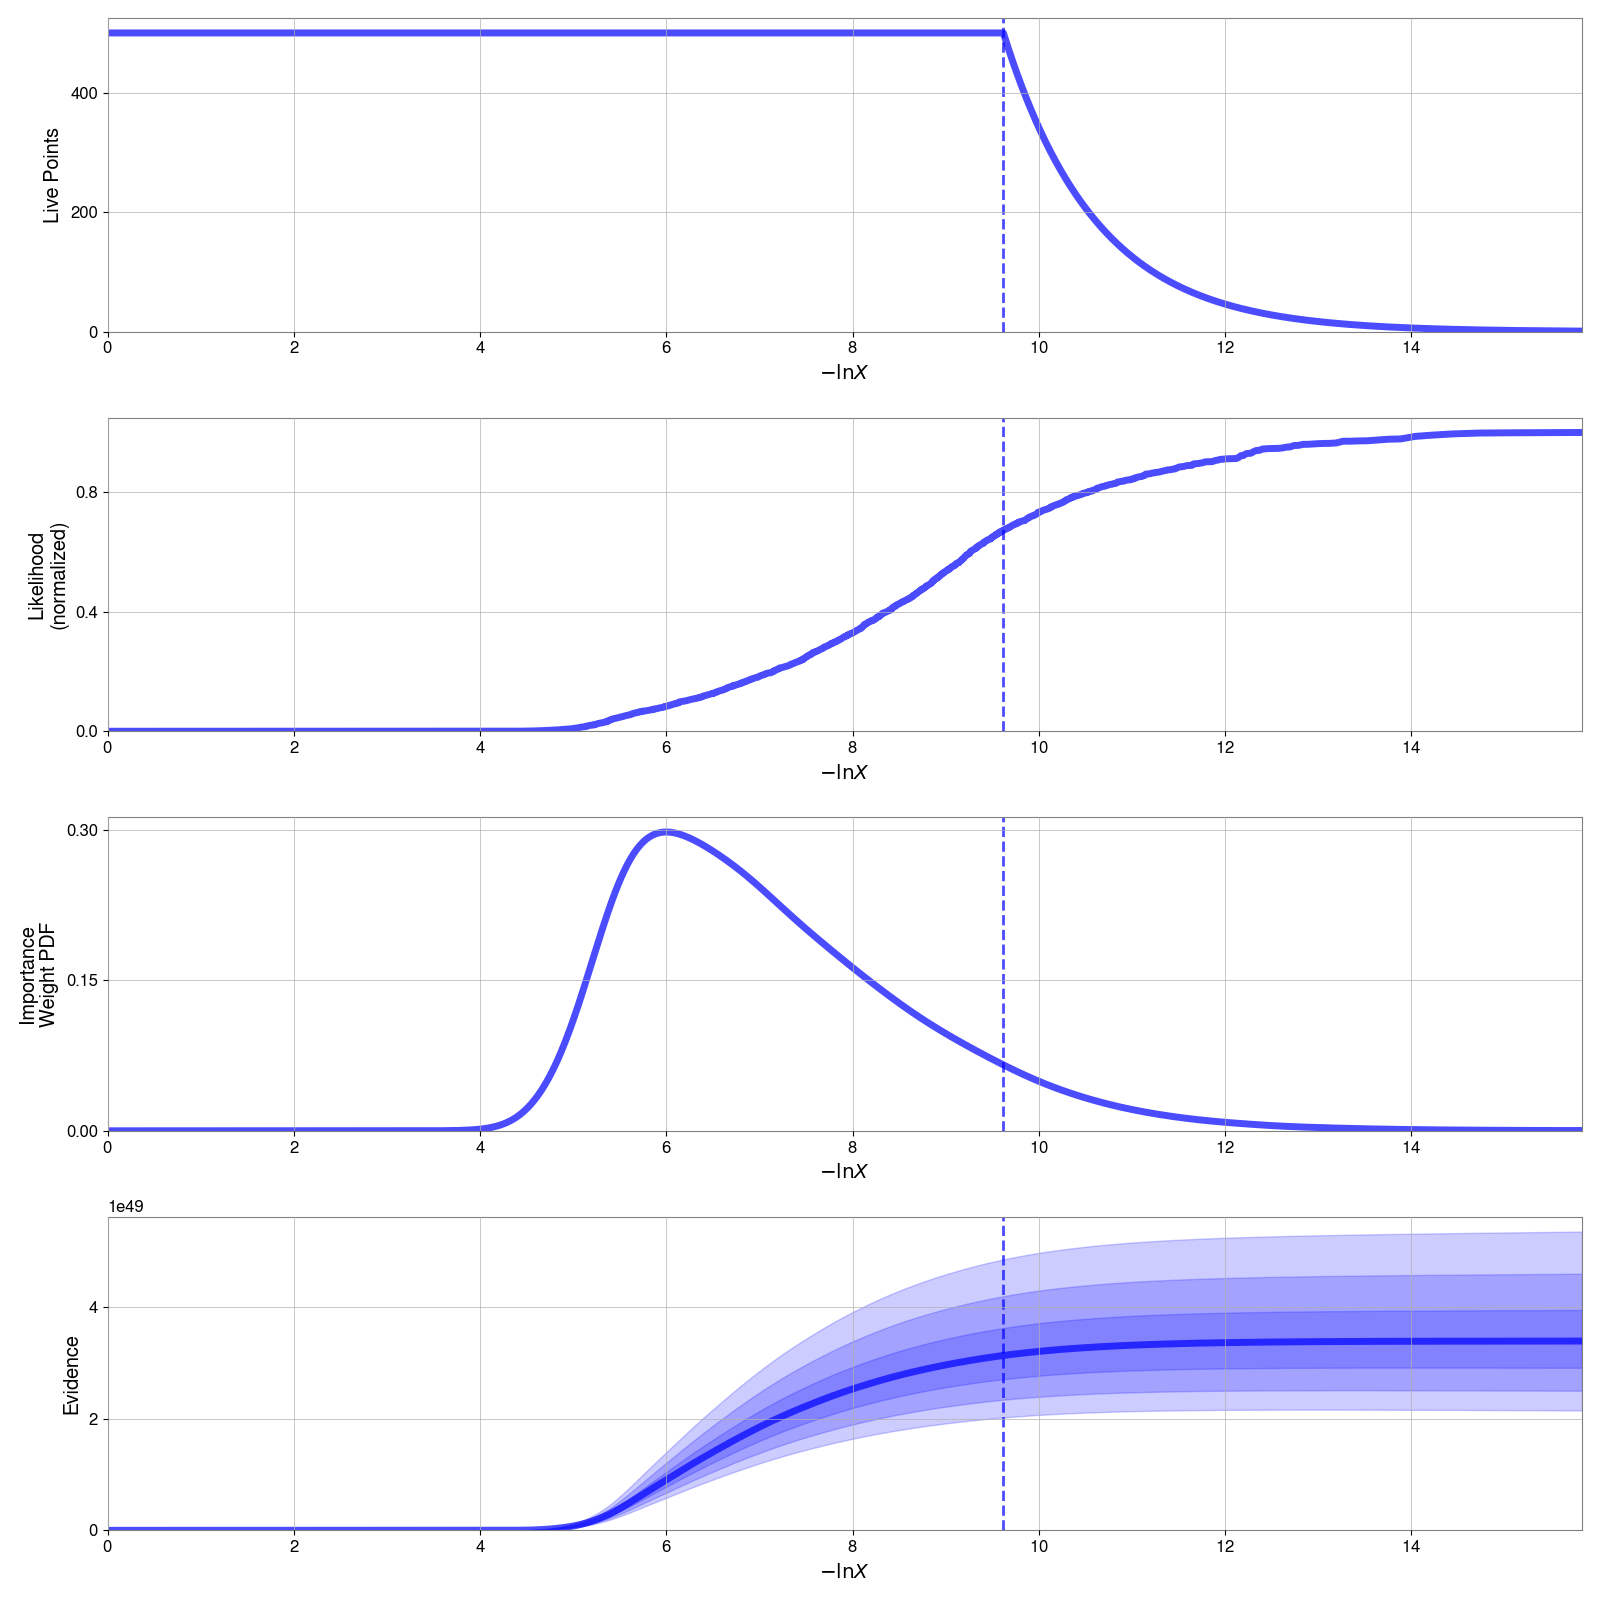 400
200
0
Live Points
0 2 4 6 8 10 12 14
−lnX
0.8
0.4
0.0
Likelihood
(normalized)
0 2 4 6 8 10 12 14
−lnX
0.30
0.15
0.00
Importance
Weight PDF
0 2 4 6 8 10 12 14
−lnX
1e49
4
2
0
Evidence
0 2 4 6 8 10 12 14
−lnX